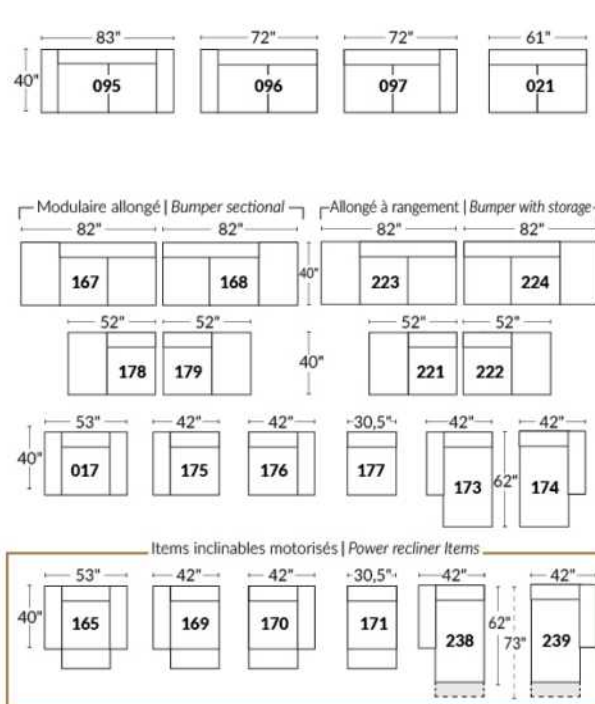 83" 72" 72" 61"
40" 095 096 097 021
Modulaire allongé | Bumper sectional Allongé à rangement | Bumper with storage
82" 82" 82" 82"
167 168 40" 223 224
52" 52" 52" 52"
178 179 40" 221 222
53" 42" 42" 30,5" 42" 42"
40" 017 175 176 177 173 62" 174
Items inclinables motorisés | Power recliner Items
53" 42" 42" 30,5" 42" 42"
40" 165 169 170 171 238 62" 73" 239